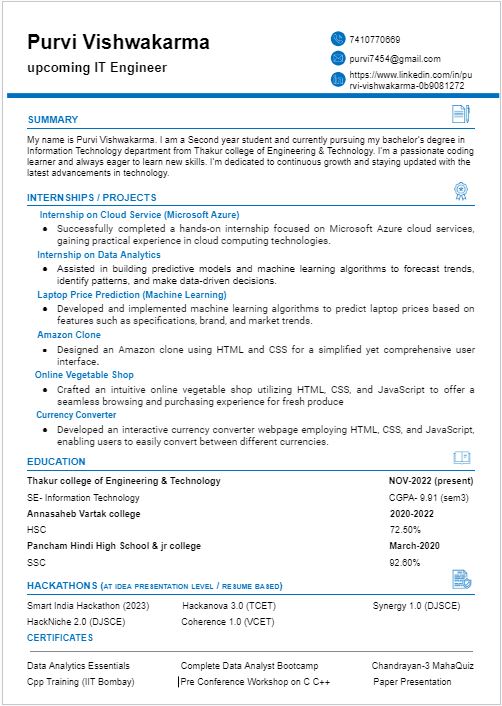 Purvi Vishwakarma
upcoming IT Engineer
7410770669
purvi7454@gmail.com
https://www.linkedin.com/in/pu
rvi-vishwakarma-0b9081272
SUMMARY
My name is Purvi Vishwakarma. I am a Second year student and currently pursuing my bachelor's degree in
Information Technology department from Thakur college of Engineering & Technology. I'm a passionate coding
learner and always eager to learn new skills. I'm dedicated to continuous growth and staying updated with the
latest advancements in technology.
INTERNSHIPS / PROJECTS
Internship on Cloud Service (Microsoft Azure)
● Successfully completed a hands-on internship focused on Microsoft Azure cloud services,
gaining practical experience in cloud computing technologies.
Internship on Data Analytics
● Assisted in building predictive models and machine learning algorithms to forecast trends,
identify patterns, and make data-driven decisions.
Laptop Price Prediction (Machine Learning)
● Developed and implemented machine learning algorithms to predict laptop prices based on
features such as specifications, brand, and market trends.
Amazon Clone
● Designed an Amazon clone using HTML and CSS for a simplified yet comprehensive user
interface.
Online Vegetable Shop
● Crafted an intuitive online vegetable shop utilizing HTML, CSS, and JavaScript to offer a
seamless browsing and purchasing experience for fresh produce
Currency Converter
● Developed an interactive currency converter webpage employing HTML, CSS, and JavaScript,
enabling users to easily convert between different currencies.
EDUCATION
Thakur college of Engineering & Technology NOV-2022 (present)
SE- Information Technology CGPA- 9.91 (sem3)
Annasaheb Vartak college 2020-2022
HSC 72.50%
Pancham Hindi High School & jr college March-2020
SSC 92.60%
HACKATHONS (AT IDEA PRESENTATION LEVEL / RESUME BASED)
Smart India Hackathon (2023) Hackanova 3.0 (TCET) Synergy 1.0 (DJSCE)
HackNiche 2.0 (DJSCE) Coherence 1.0 (VCET)
CERTIFICATES
Data Analytics Essentials Complete Data Analyst Bootcamp Chandrayan-3 MahaQuiz
Cpp Training (IIT Bombay) Pre Conference Workshop on C C++ Paper Presentation